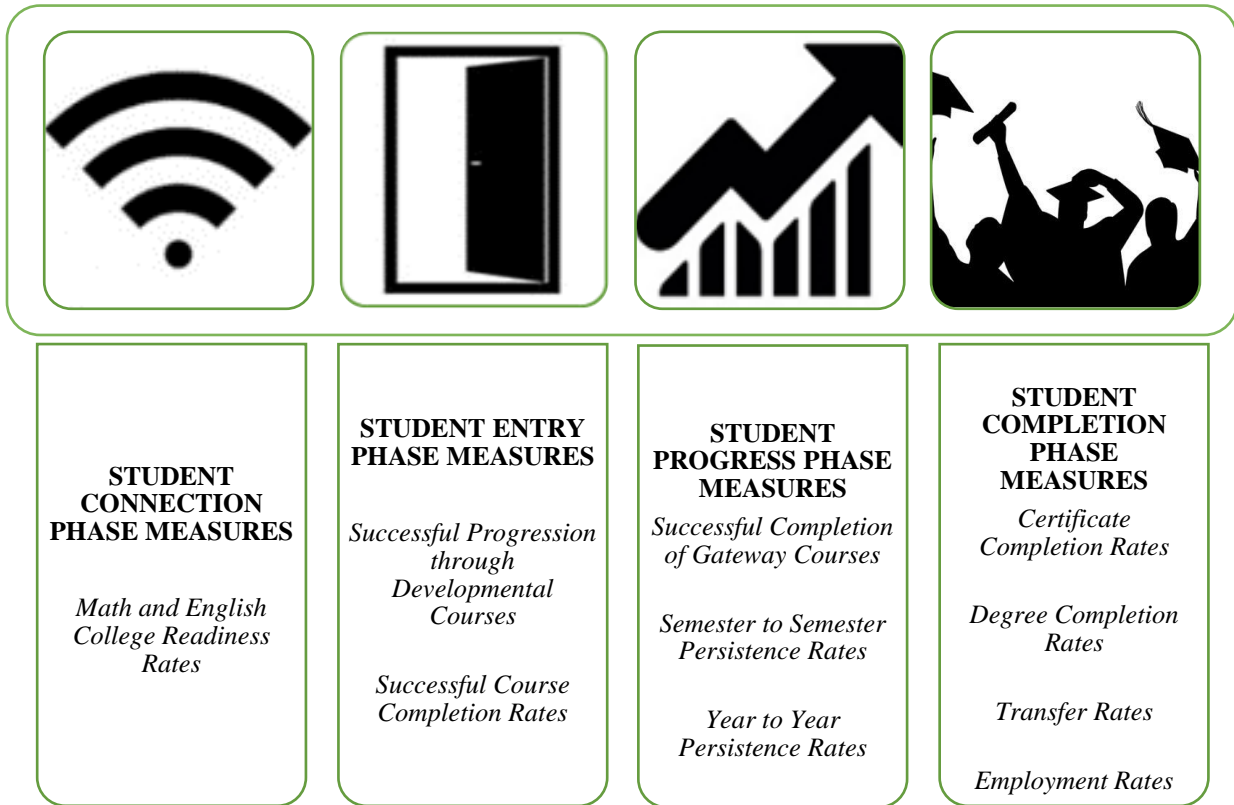 STUDENT
CONNECTION
PHASE MEASURES
Math and English
College Readiness
Rates
STUDENT ENTRY
PHASE MEASURES
Successful Progression
through
Developmental
Courses
Successful Course
Completion Rates
STUDENT
PROGRESS PHASE
MEASURES
Successful Completion
of Gateway Courses
Semester to Semester
Persistence Rates
Year to Year
Persistence Rates
STUDENT
COMPLETION
PHASE
MEASURES
Certificate
Completion Rates
Degree Completion
Rates
Transfer Rates
Employment Rates